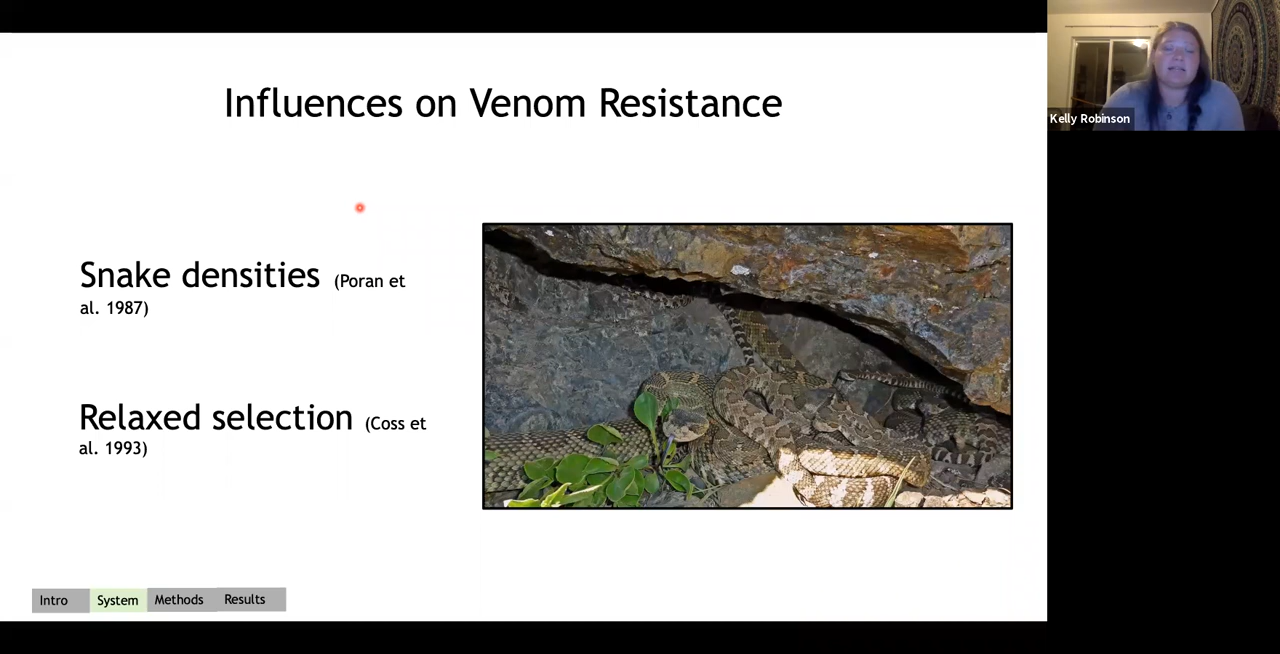 Influences on Venom Resistance
Kelly Robinson
Snake densities (Poran et
al. 1987)
Relaxed selection (Coss et
al. 1993)
Intro System Methods Results